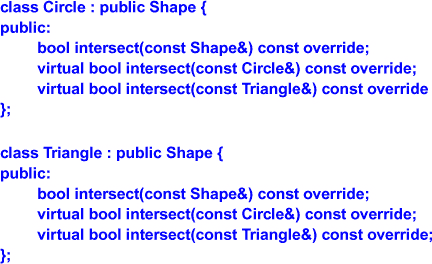 class Circle : public Shape {
public:
bool intersect(const Shape&) const override;
virtual bool intersect(const Circle&) const override;
virtual bool intersect(const Triangle&) const override
};
class Triangle : public Shape {
public:
bool intersect(const Shape&) const override;
virtual bool intersect(const Circle&) const override;
virtual bool intersect(const Triangle&) const override;
};